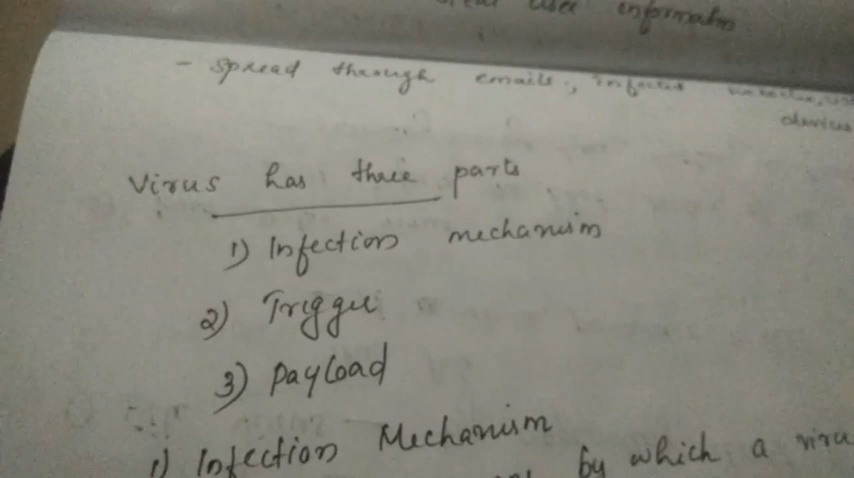 user information
- spread through emails, infected
devices
Virus has three parts
1) Infection mechanism
2) Trigger
3) Payload
1) Infection Mechanism
by which a viru